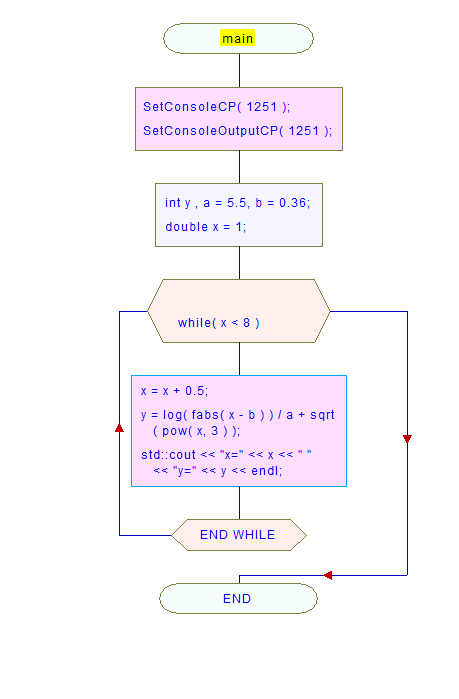 main
SetConsoleCP( 1251 );
SetConsoleOutputCP( 1251 );
int y , a = 5.5, b = 0.36;
double x = 1;
while( x < 8 )
x = x + 0.5;
y = log( fabs( x - b ) ) / a + sqrt
( pow( x, 3 ) );
std::cout << "x=" << x << " "
<< "y=" << y << endl;
END WHILE
END